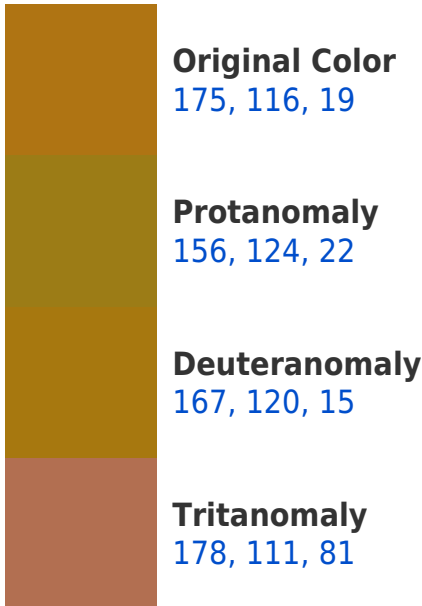 Original Color
175, 116, 19
Protanomaly
156, 124, 22
Deuteranomaly
167, 120, 15
Tritanomaly
178, 111, 81